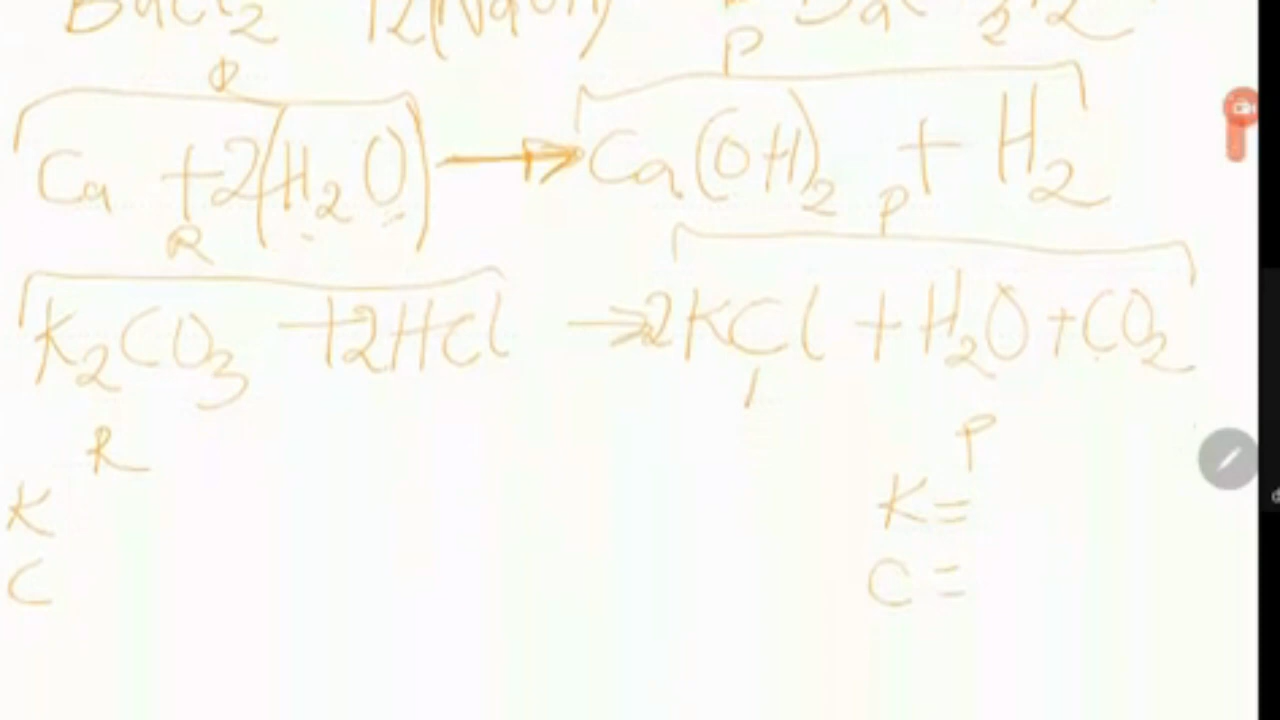 P
Ca + 2(H₂O) → Ca(OH)₂ + H₂
R P
K₂CO₃ + 2HCl → 2KCl + H₂O + CO₂
R P
K K=
C C=